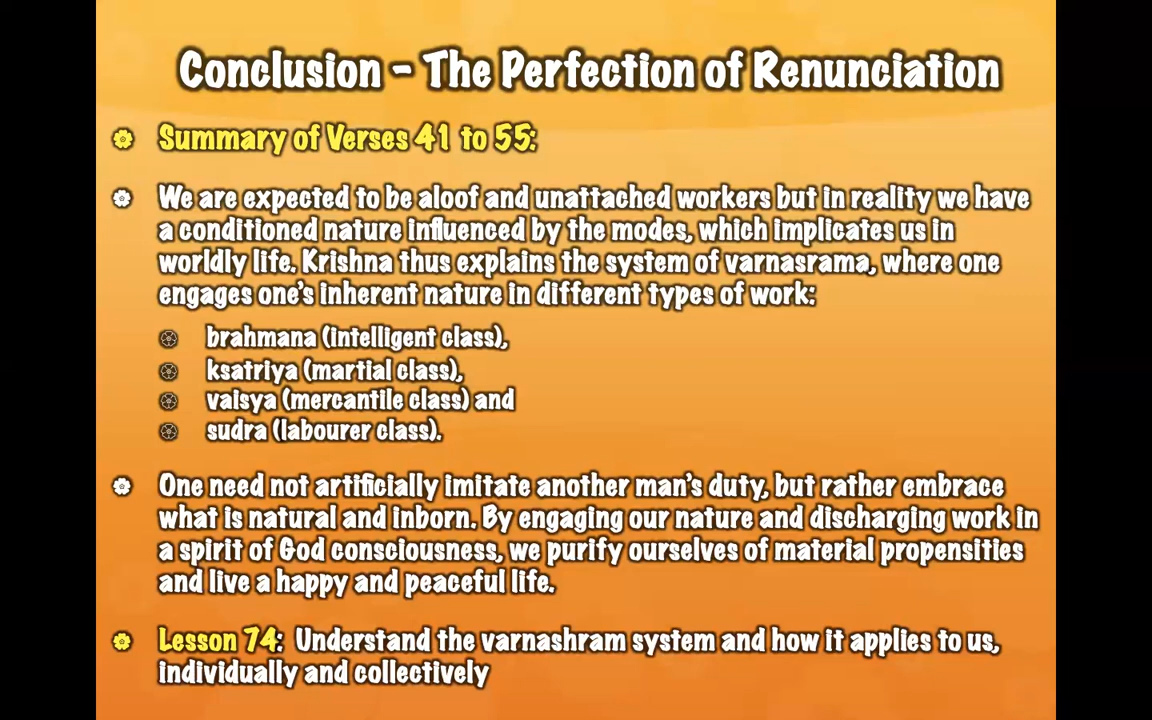 Conclusion - The Perfection of Renunciation
Summary of Verses 41 to 55:
We are expected to be aloof and unattached workers but in reality we have
a conditioned nature influenced by the modes, which implicates us in
worldly life. Krishna thus explains the system of varnasrama, where one
engages one's inherent nature in different types of work:
brahmana (intelligent class),
ksatriya (martial class),
vaisya (mercantile class) and
sudra (labourer class).
One need not artificially imitate another man's duty, but rather embrace
what is natural and inborn. By engaging our nature and discharging work in
a spirit of God consciousness, we purify ourselves of material propensities
and live a happy and peaceful life.
Lesson 74: Understand the varnashram system and how it applies to us,
individually and collectively